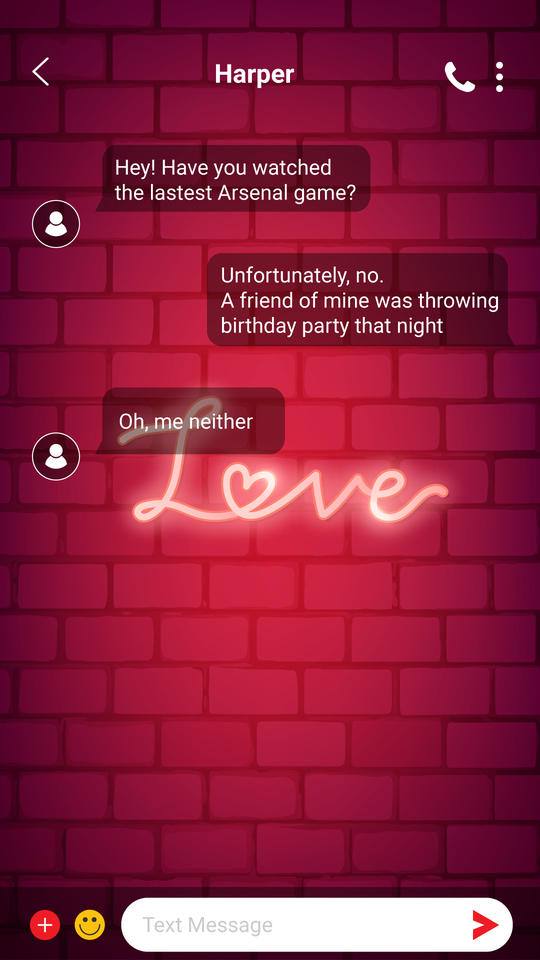 Harper
Hey! Have you watched
the lastest Arsenal game?
Unfortunately, no.
A friend of mine was throwing
birthday party that night
Oh, me neither
Love
Text Message